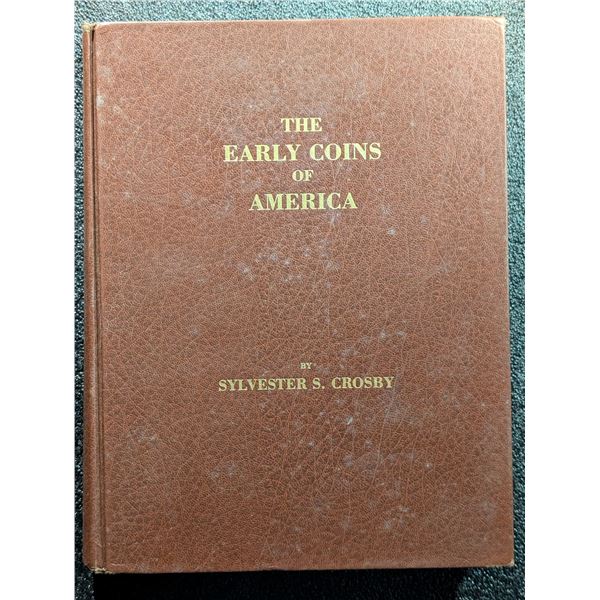 THE
EARLY COINS
OF
AMERICA
BY
SYLVESTER S. CROSBY